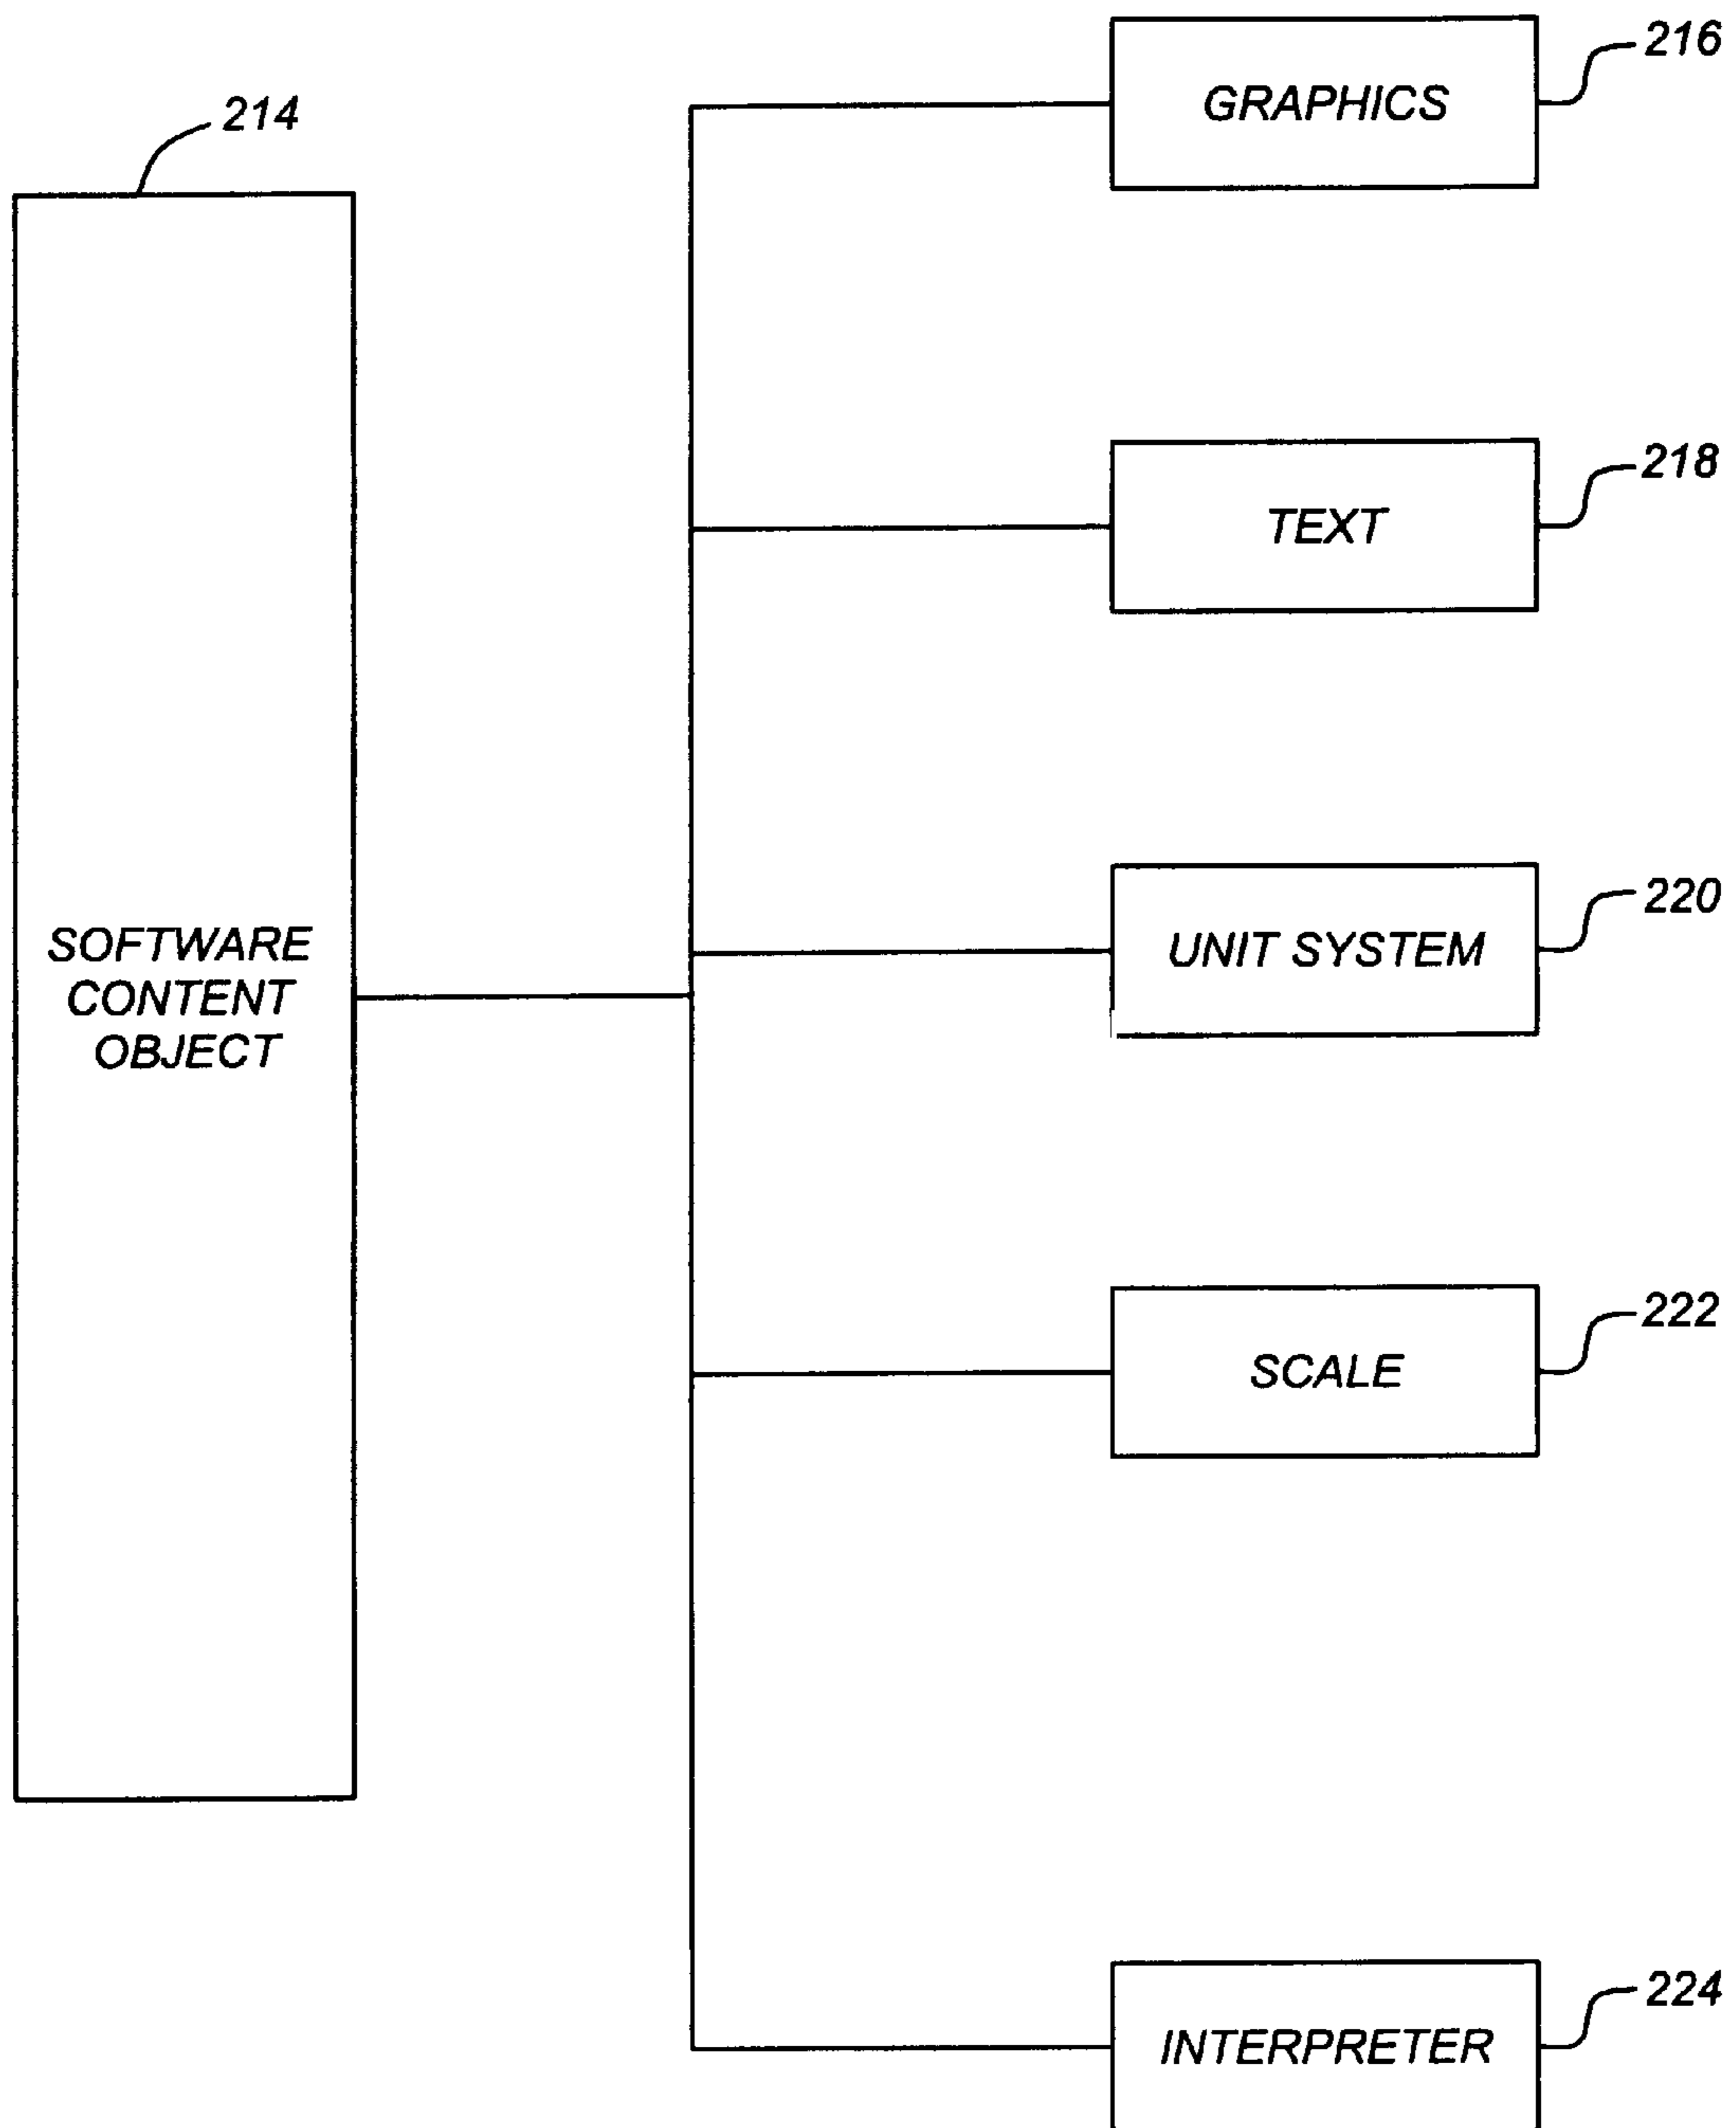 216
GRAPHICS
214
218
TEXT
220
UNIT SYSTEM
SOFTWARE
CONTENT
OBJECT
222
SCALE
224
INTERPRETER